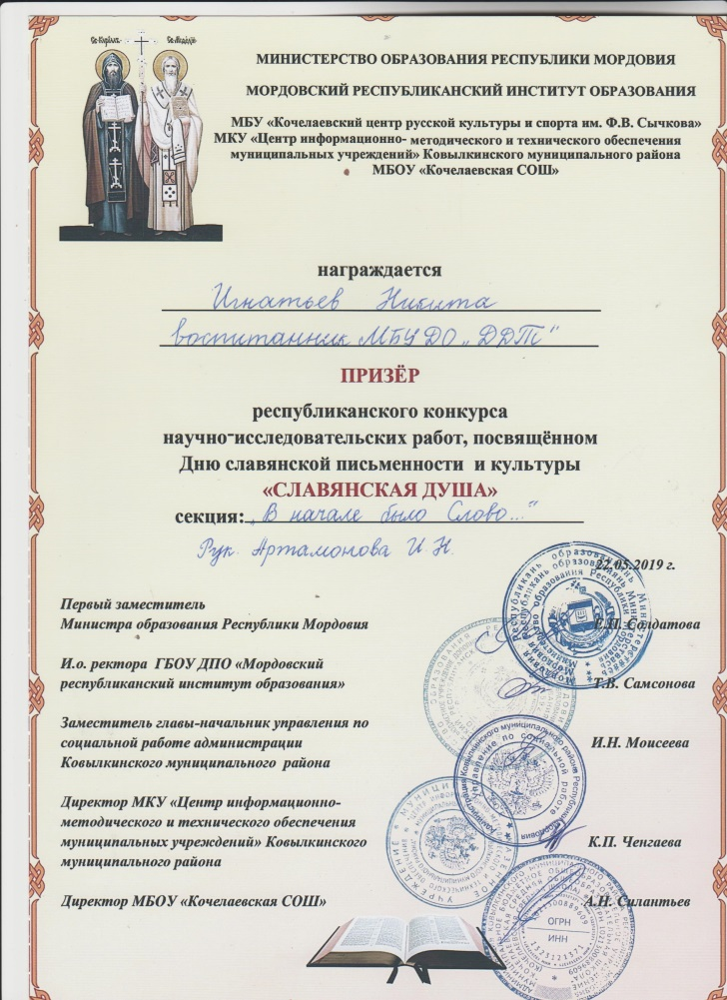 Св. Кирилъ Св. Мефодiй
МИНИСТЕРСТВО ОБРАЗОВАНИЯ РЕСПУБЛИКИ МОРДОВИЯ
МОРДОВСКИЙ РЕСПУБЛИКАНСКИЙ ИНСТИТУТ ОБРАЗОВАНИЯ
МБУ «Кочелаевский центр русской культуры и спорта им. Ф.В. Сычкова»
МКУ «Центр информационно- методического и технического обеспечения
муниципальных учреждений» Ковылкинского муниципального района
МБОУ «Кочелаевская СОШ»
награждается
Игнатьев Никита
воспитанник МБУ ДО „ДДТ"
ПРИЗЁР
республиканского конкурса
научно-исследовательских работ, посвящённом
Дню славянской письменности и культуры
«СЛАВЯНСКАЯ ДУША»
секция: „В начале было Слово..."
Рук. Артамонова И.Н.
22.05.2019 г.
Первый заместитель
Министра образования Республики Мордовия Е.П. Солдатова
И.о. ректора ГБОУ ДПО «Мордовский
республиканский институт образования» Т.В. Самсонова
Заместитель главы-начальник управления по
социальной работе администрации И.Н. Моисеева
Ковылкинского муниципального района
Директор МКУ «Центр информационно-
методического и технического обеспечения
муниципальных учреждений» Ковылкинского К.П. Ченгаева
муниципального района
Директор МБОУ «Кочелаевская СОШ» А.Н. Силантьев
ОГРН
ИНН